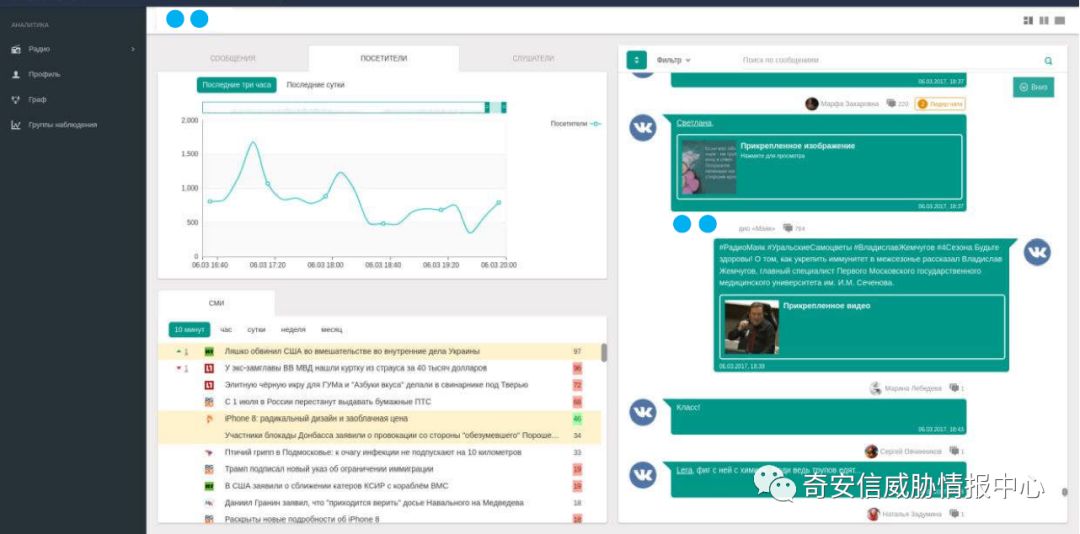 АНАЛИТИКА
Радио
Профиль
Граф
Группы наблюдения
СООБЩЕНИЯ
ПОСЕТИТЕЛИ
СЛУШАТЕЛИ
Последние три часа
Последние сутки
Посетители
2,000
1,500
1,000
500
0
06.03 16:40
06.03 17:20
06.03 18:00
06.03 18:40
06.03 19:20
06.03 20:00
СМИ
10 минут
час
сутки
неделя
месяц
1 Ляшко обвинил США во вмешательстве во внутренние дела Украины 97
1 У экс-замглавы ВВ МВД нашли куртку из страуса за 40 тысяч долларов 96
Элитную чёрную икру для ГУМа и "Азбуки вкуса" делали в свинарнике под Тверью 72
С 1 июля в России перестанут выдавать бумажные ПТС 68
iPhone 8: радикальный дизайн и заоблачная цена 46
Участники блокады Донбасса заявили о провокации со стороны "обезумевшего" Пороше... 34
Птичий грипп в Подмосковье: к очагу инфекции не подпускают на 10 километров 33
Трамп подписал новый указ об ограничении иммиграции 19
В США заявили о сближении катеров КСИР с кораблём ВМС 19
Даниил Гранин заявил, что "приходится верить" досье Навального на Медведева 18
Раскрыты новые подробности об iPhone 8 18
Фильтр
Поиск по сообщениям
06.03.2017, 18:37
Вниз
Марфа Захаровна 220
Светлана,
Прикрепленное изображение
Нажмите для просмотра
06.03.2017, 18:37
дио «Маяк» 784
#РадиоМаяк #УральскиеСамоцветы #ВладиславЖемчугов #4Сезона Будьте
здоровы! О том, как укрепить иммунитет в межсезонье рассказал Владислав
Жемчугов, главный специалист Первого Московского государственного
медицинского университета им. И.М. Сеченова.
Прикрепленное видео
06.03.2017, 18:38
Марина Лебедева 1
Класс!
06.03.2017, 18:43
Сергей Овчинников 1
Lera, фиг с ней с хими
ди ведь трупов едят
奇安信威胁情报中心
Наталья Задумина 1